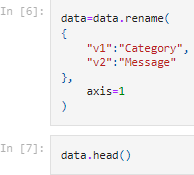 In [6]: data=data.rename(
{
"v1":"Category",
"v2":"Message"
},
axis=1
)
In [7]: data.head()